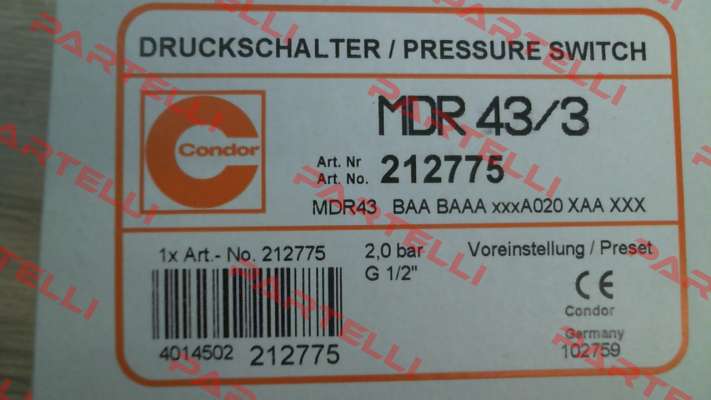 DRUCKSCHALTER / PRESSURE SWITCH
Condor
MDR 43/3
Art. Nr
Art. No. 212775
MDR43 BAA BAAA xxxA020 XAA XXX
1x Art.- No. 212775
2,0 bar Voreinstellung / Preset
G 1/2"
CE
Condor
Germany
102759
4014502 212775
PARTELLI
PARTELLI
PARTELLI
PARTELLI
PARTELLI